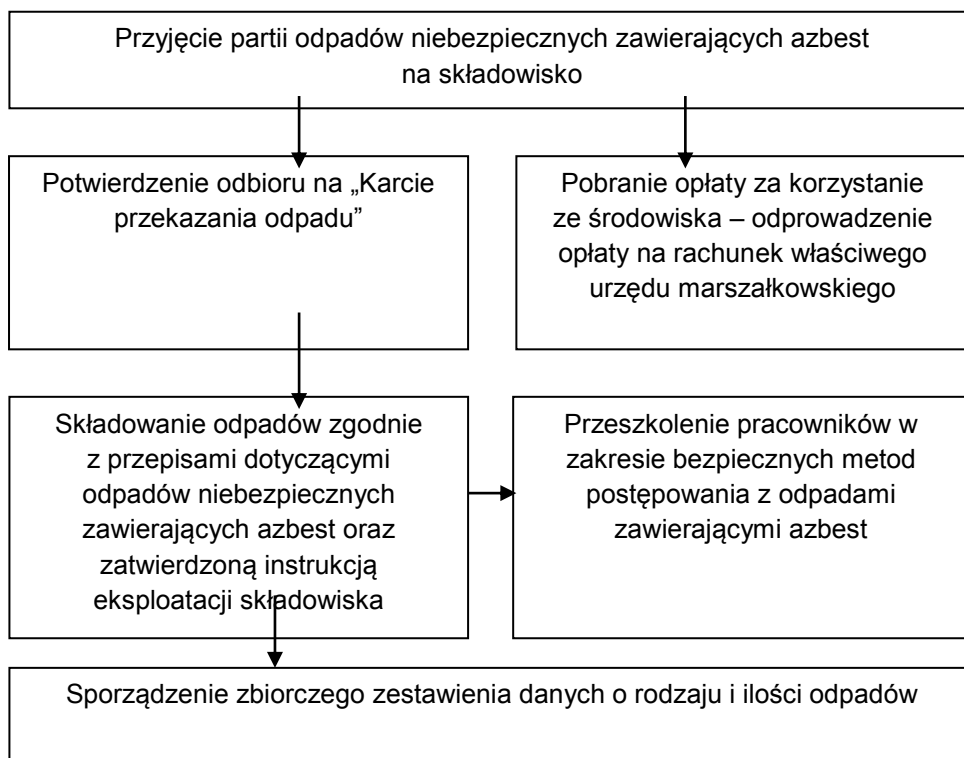 Przyjęcie partii odpadów niebezpiecznych zawierających azbest
na składowisko
Potwierdzenie odbioru na „Karcie
przekazania odpadu”
Pobranie opłaty za korzystanie
ze środowiska – odprowadzenie
opłaty na rachunek właściwego
urzędu marszałkowskiego
Składowanie odpadów zgodnie
z przepisami dotyczącymi
odpadów niebezpiecznych
zawierających azbest oraz
zatwierdzoną instrukcją
eksploatacji składowiska
Przeszkolenie pracowników w
zakresie bezpiecznych metod
postępowania z odpadami
zawierającymi azbest
Sporządzenie zbiorczego zestawienia danych o rodzaju i ilości odpadów